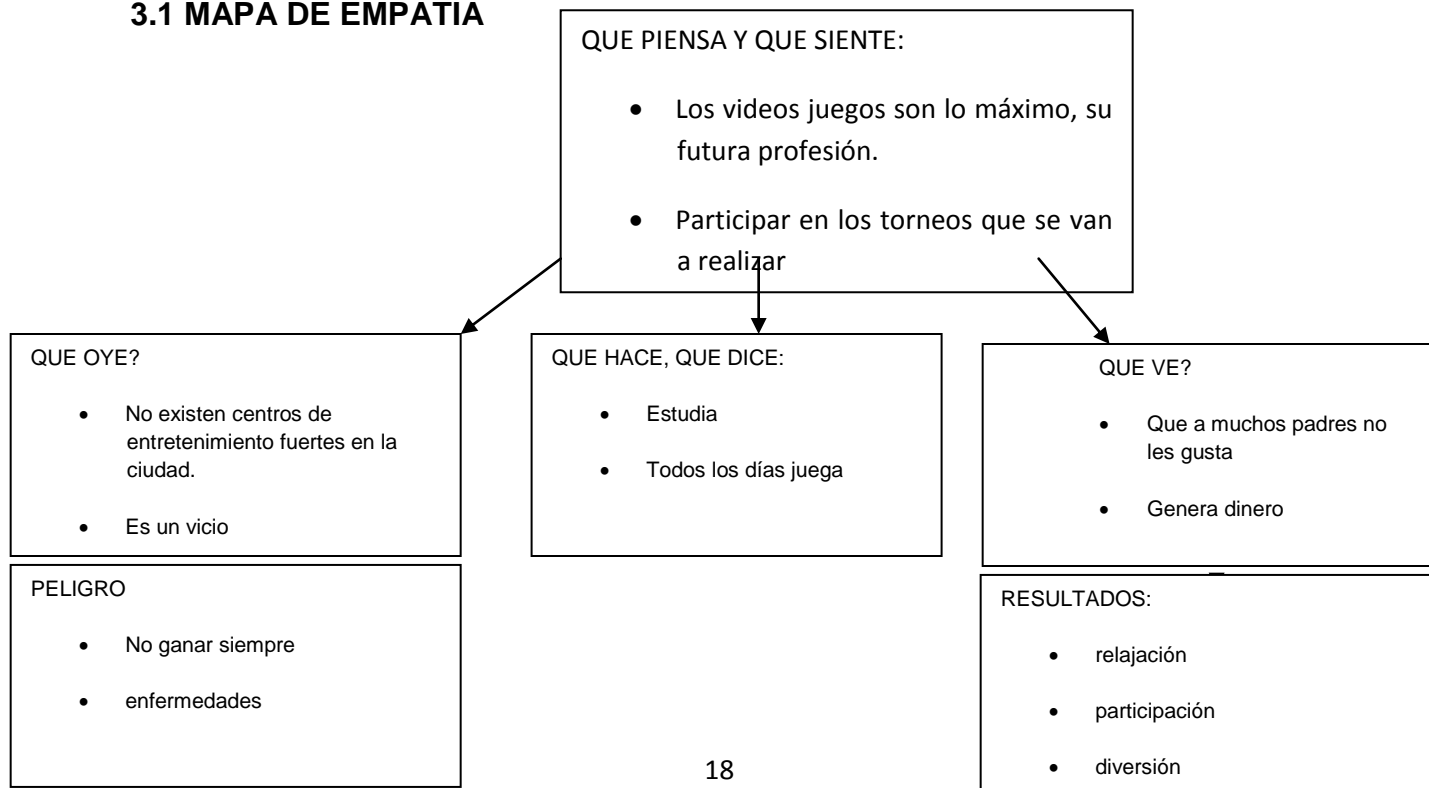 3.1 MAPA DE EMPATIA
QUE PIENSA Y QUE SIENTE:
• Los videos juegos son lo máximo, su
futura profesión.
• Participar en los torneos que se van
a realizar
QUE OYE?
• No existen centros de
entretenimiento fuertes en la
ciudad.
• Es un vicio
QUE HACE, QUE DICE:
• Estudia
• Todos los días juega
QUE VE?
• Que a muchos padres no
les gusta
• Genera dinero
PELIGRO
• No ganar siempre
• enfermedades
RESULTADOS:
• relajación
• participación
• diversión
18